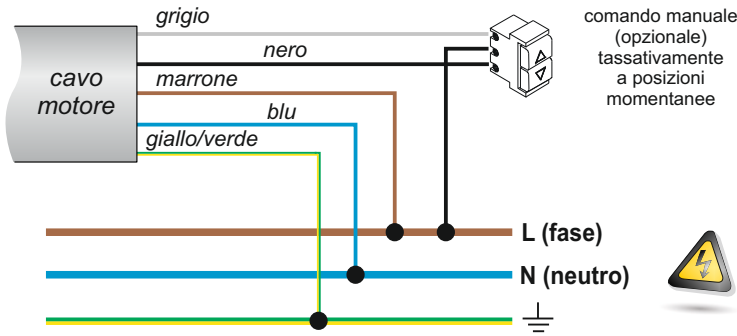 grigio
nero
marrone
blu
giallo/verde
cavo
motore
comando manuale
(opzionale)
tassativamente
a posizioni
momentanee
L (fase)
N (neutro)